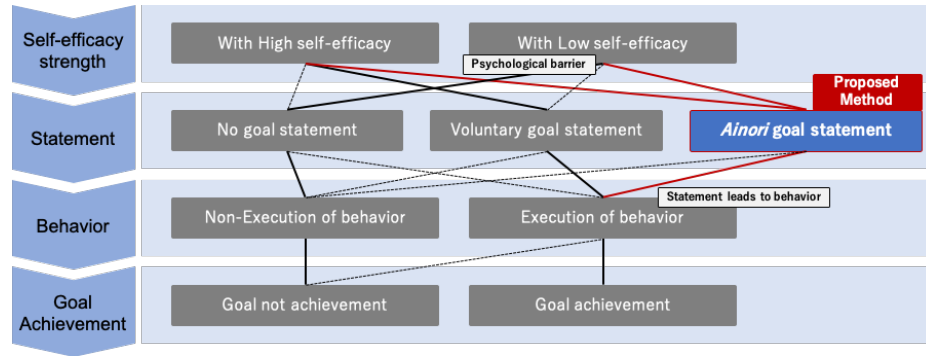 Self-efficacy
strength
With High self-efficacy
With Low self-efficacy
Psychological barrier
Proposed
Method
Statement
No goal statement
Voluntary goal statement
Ainori goal statement
Statement leads to behavior
Behavior
Non-Execution of behavior
Execution of behavior
Goal
Achievement
Goal not achievement
Goal achievement